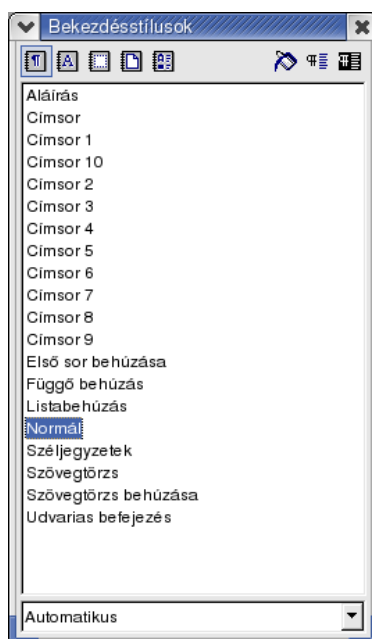 Bekezdésstílusok
Aláírás
Címsor
Címsor 1
Címsor 10
Címsor 2
Címsor 3
Címsor 4
Címsor 5
Címsor 6
Címsor 7
Címsor 8
Címsor 9
Első sor behúzása
Függő behúzás
Listabehúzás
Normál
Széljegyzetek
Szövegtörzs
Szövegtörzs behúzása
Udvarias befejezés
Automatikus